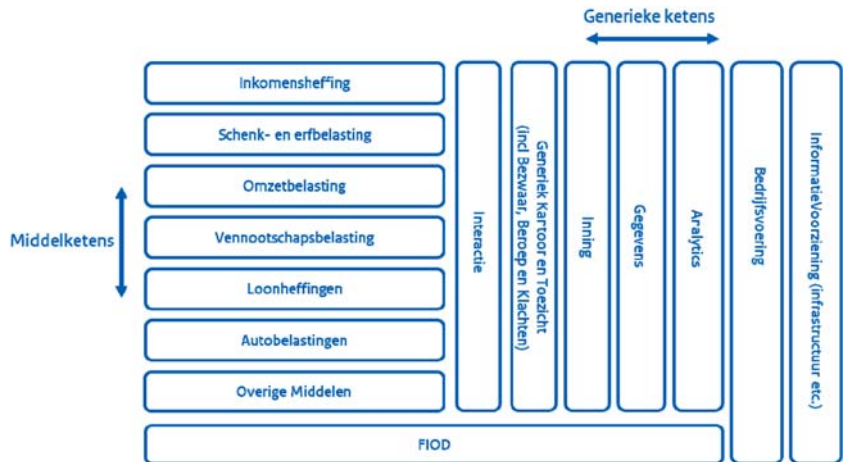 Generieke ketens
Inkomensheffing
Schenk- en erfbelasting
Omzetbelasting
Middelketens
Vennootschapsbelasting
Loonheffingen
Autobelastingen
Overige Middelen
FIOD
Interactie
Generiek Kantoor en Toezicht
(incl Bezwaar, Beroep en Klachten)
Inning
Gegevens
Analytics
Bedrijfsvoering
InformatieVoorziening (infrastructuur etc.)